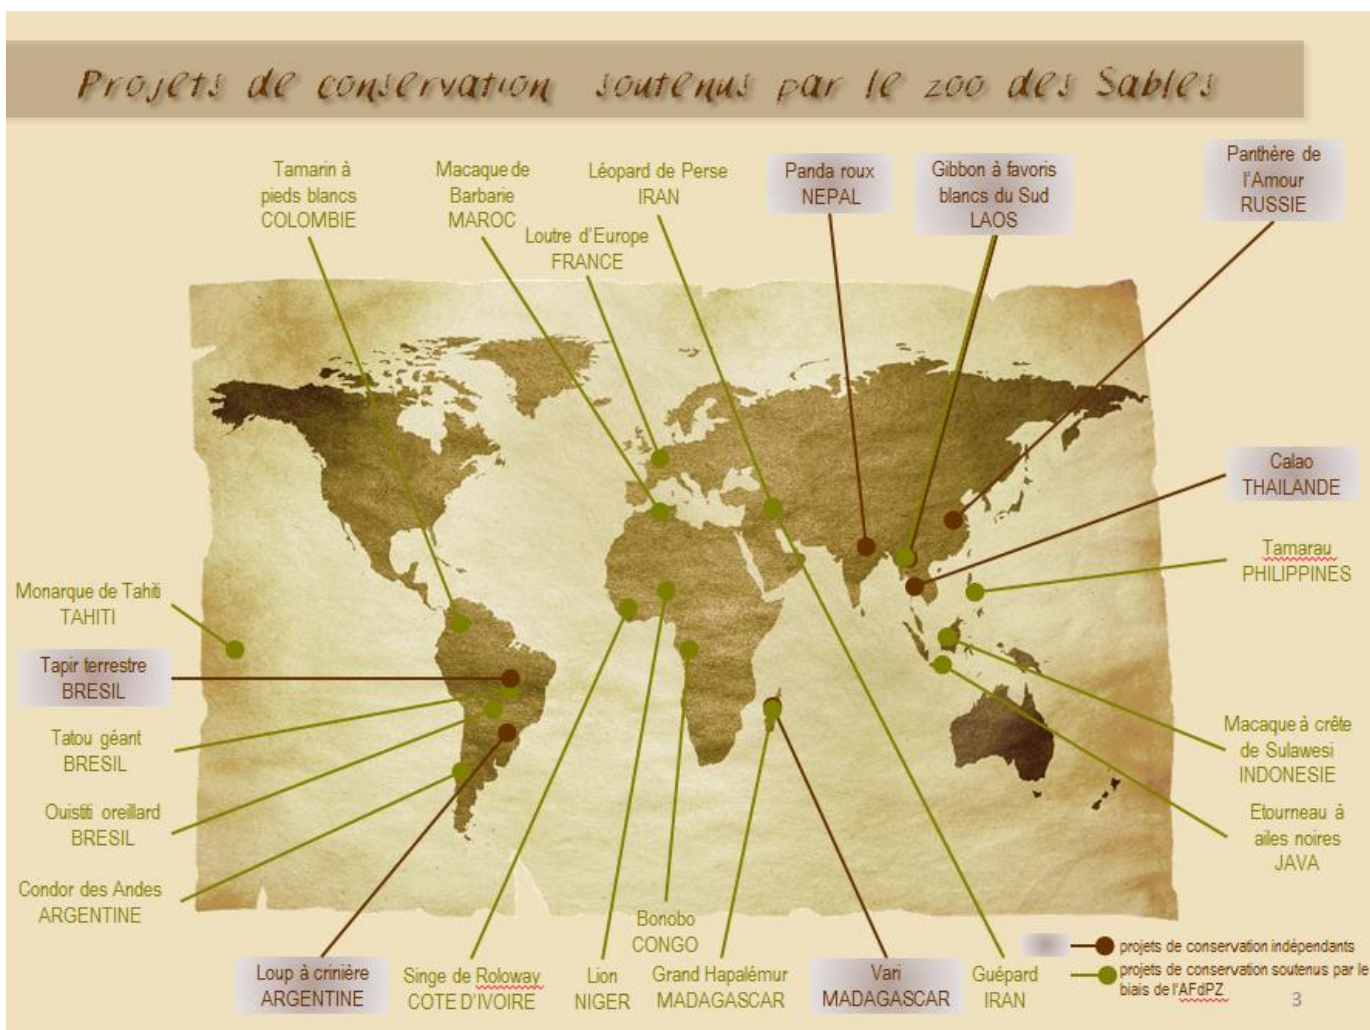 Projets de conservation soutenus par le zoo des Sables
Tamarin à
pieds blancs
COLOMBIE
Macaque de
Barbarie
MAROC
Loutre d'Europe
FRANCE
Léopard de Perse
IRAN
Panda roux
NEPAL
Gibbon à favoris
blancs du Sud
LAOS
Panthère de
l'Amour
RUSSIE
Calao
THAILANDE
Tamarau
PHILIPPINES
Monarque de Tahiti
TAHITI
Tapir terrestre
BRESIL
Tatou géant
BRESIL
Ouistiti oreillard
BRESIL
Condor des Andes
ARGENTINE
Macaque à crête
de Sulawesi
INDONESIE
Etourneau à
ailes noires
JAVA
Loup à crinière
ARGENTINE
Singe de Roloway
COTE D'IVOIRE
Lion
NIGER
Bonobo
CONGO
Grand Hapalémur
MADAGASCAR
Vari
MADAGASCAR
Guépard
IRAN
projets de conservation indépendants
projets de conservation soutenus par le
biais de l'AFdPZ
3